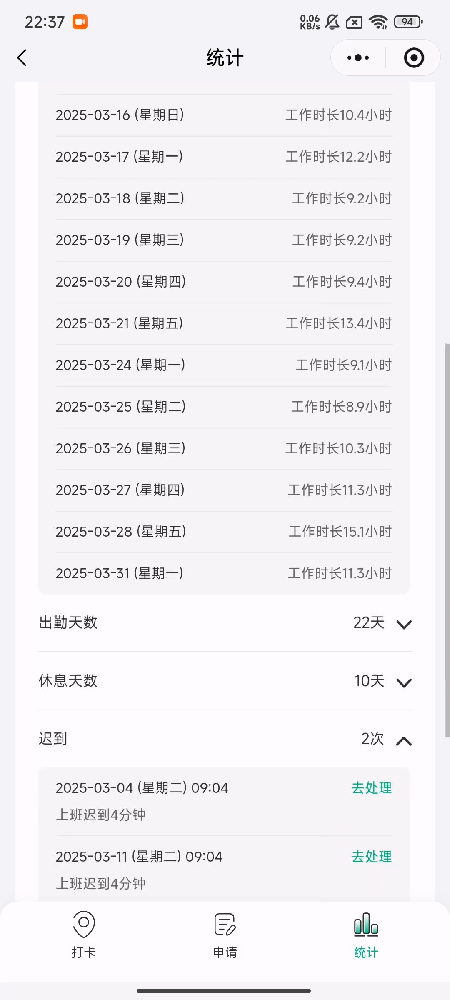 22:37
0.06 KB/s
94
统计
2025-03-16 (星期日) 工作时长10.4小时
2025-03-17 (星期一) 工作时长12.2小时
2025-03-18 (星期二) 工作时长9.2小时
2025-03-19 (星期三) 工作时长9.2小时
2025-03-20 (星期四) 工作时长9.4小时
2025-03-21 (星期五) 工作时长13.4小时
2025-03-24 (星期一) 工作时长9.1小时
2025-03-25 (星期二) 工作时长8.9小时
2025-03-26 (星期三) 工作时长10.3小时
2025-03-27 (星期四) 工作时长11.3小时
2025-03-28 (星期五) 工作时长15.1小时
2025-03-31 (星期一) 工作时长11.3小时
出勤天数 22天
休息天数 10天
迟到 2次
2025-03-04 (星期二) 09:04 去处理
上班迟到4分钟
2025-03-11 (星期二) 09:04 去处理
上班迟到4分钟
打卡 申请 统计